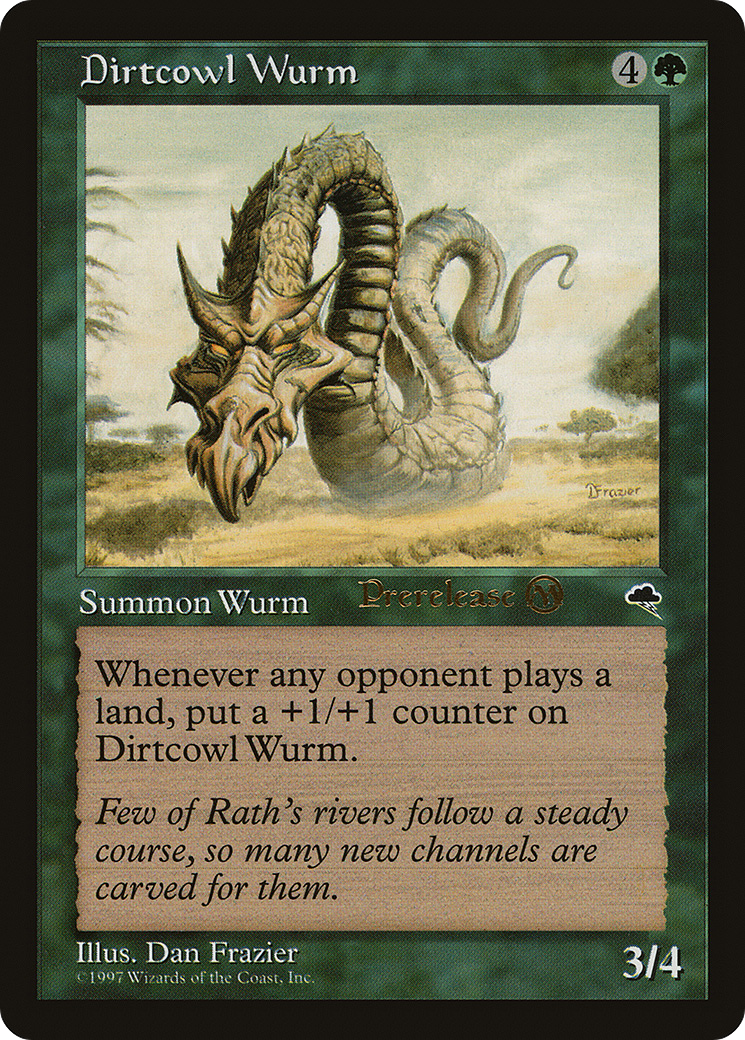 Dirtcowl Wurm 4
DFrazier
Summon Wurm Prerelease
Whenever any opponent plays a
land, put a +1/+1 counter on
Dirtcowl Wurm.
Few of Rath's rivers follow a steady
course, so many new channels are
carved for them.
Illus. Dan Frazier
©1997 Wizards of the Coast, Inc.
3/4